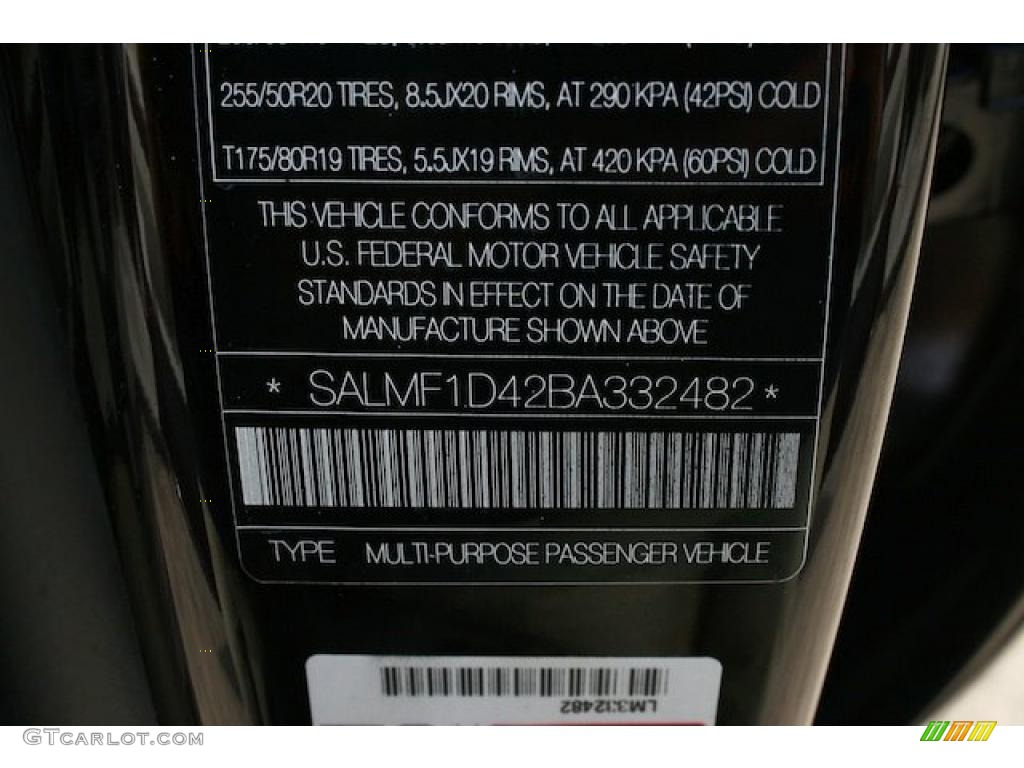 255/50R20 TIRES, 8.5JX20 RIMS, AT 290 KPA (42PSI) COLD
T175/80R19 TIRES, 5.5JX19 RIMS, AT 420 KPA (60PSI) COLD
THIS VEHICLE CONFORMS TO ALL APPLICABLE
U.S. FEDERAL MOTOR VEHICLE SAFETY
STANDARDS IN EFFECT ON THE DATE OF
MANUFACTURE SHOWN ABOVE
* SALMF1D42BA332482 *
TYPE MULTI-PURPOSE PASSENGER VEHICLE
LM332482
GTCarlot.com